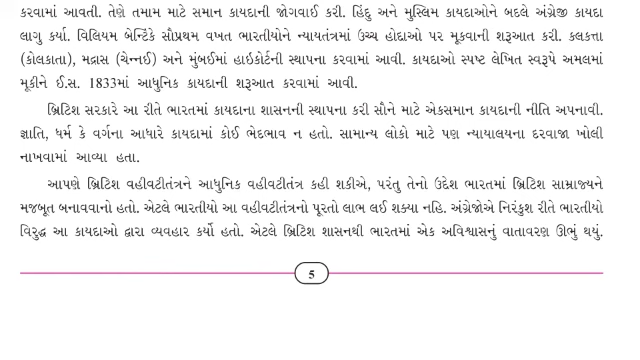 કરવામાં આવતી. તેણે તમામ માટે સમાન કાયદાની જોગવાઈ કરી. હિંદુ અને મુસ્લિમ કાયદાઓને બદલે અંગ્રેજી કાયદા
લાગુ કર્યા. વિલિયમ બેન્ટિકે સૌપ્રથમ વખત ભારતીયોને ન્યાયતંત્રમાં ઉચ્ચ હોદ્દાઓ પર મૂકવાની શરૂઆત કરી. કલકત્તા
(કોલકાતા), મદ્રાસ (ચેન્નઈ) અને મુંબઈમાં હાઇકોર્ટની સ્થાપના કરવામાં આવી. કાયદાઓ સ્પષ્ટ લેખિત સ્વરૂપે અમલમાં
મૂકીને ઈ.સ. 1833માં આધુનિક કાયદાની શરૂઆત કરવામાં આવી.
બ્રિટિશ સરકારે આ રીતે ભારતમાં કાયદાના શાસનની સ્થાપના કરી સૌને માટે એકસમાન કાયદાની નીતિ અપનાવી.
જ્ઞાતિ, ધર્મ કે વર્ગના આધારે કાયદામાં કોઈ ભેદભાવ ન હતો. સામાન્ય લોકો માટે પણ ન્યાયાલયના દરવાજા ખોલી
નાખવામાં આવ્યા હતા.
આપણે બ્રિટિશ વહીવટીતંત્રને આધુનિક વહીવટીતંત્ર કહી શકીએ, પરંતુ તેનો ઉદેશ ભારતમાં બ્રિટિશ સામ્રાજ્યને
મજબૂત બનાવવાનો હતો. એટલે ભારતીયો આ વહીવટીતંત્રનો પૂરતો લાભ લઈ શક્યા નહિ. અંગ્રેજોએ નિરંકુશ રીતે ભારતીયો
વિરુદ્ધ આ કાયદાઓ દ્વારા વ્યવહાર કર્યો હતો. એટલે બ્રિટિશ શાસનથી ભારતમાં એક અવિશ્વાસનું વાતાવરણ ઊભું થયું.
5